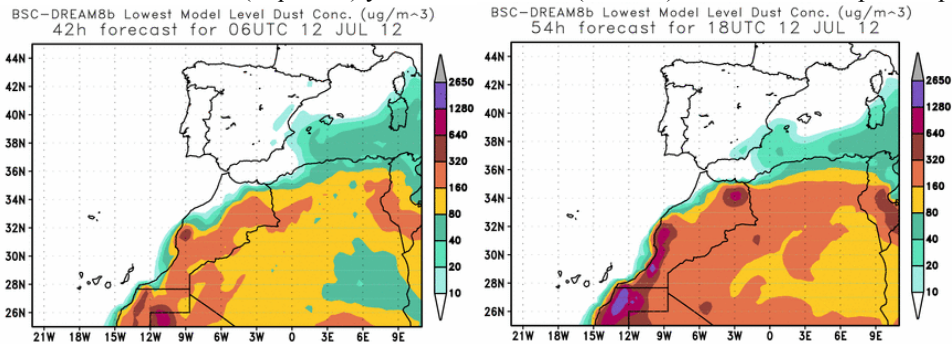 BSC-DREAM8b Lowest Model Level Dust Conc. (ug/m^3)
42h forecast for 06UTC 12 JUL 12
44N
42N
40N
38N
36N
34N
32N
30N
28N
26N
21W 18W 15W 12W 9W 6W 3W 0 3E 6E 9E
2650
1280
640
320
160
80
40
20
10
BSC-DREAM8b Lowest Model Level Dust Conc. (ug/m^3)
54h forecast for 18UTC 12 JUL 12
44N
42N
40N
38N
36N
34N
32N
30N
28N
26N
21W 18W 15W 12W 9W 6W 3W 0 3E 6E 9E
2650
1280
640
320
160
80
40
20
10